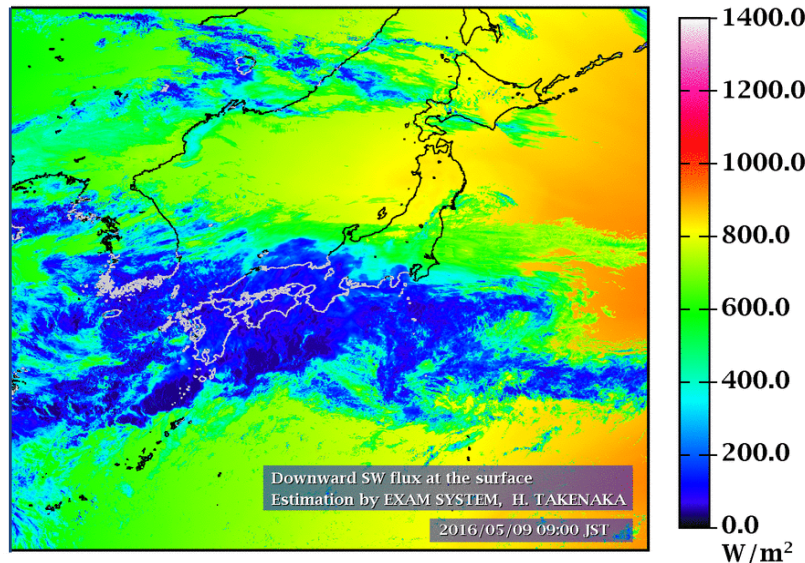 1400.0
1200.0
1000.0
800.0
600.0
400.0
200.0
0.0
W/m²
Downward SW flux at the surface
Estimation by EXAM SYSTEM, H. TAKENAKA
2016/05/09 09:00 JST